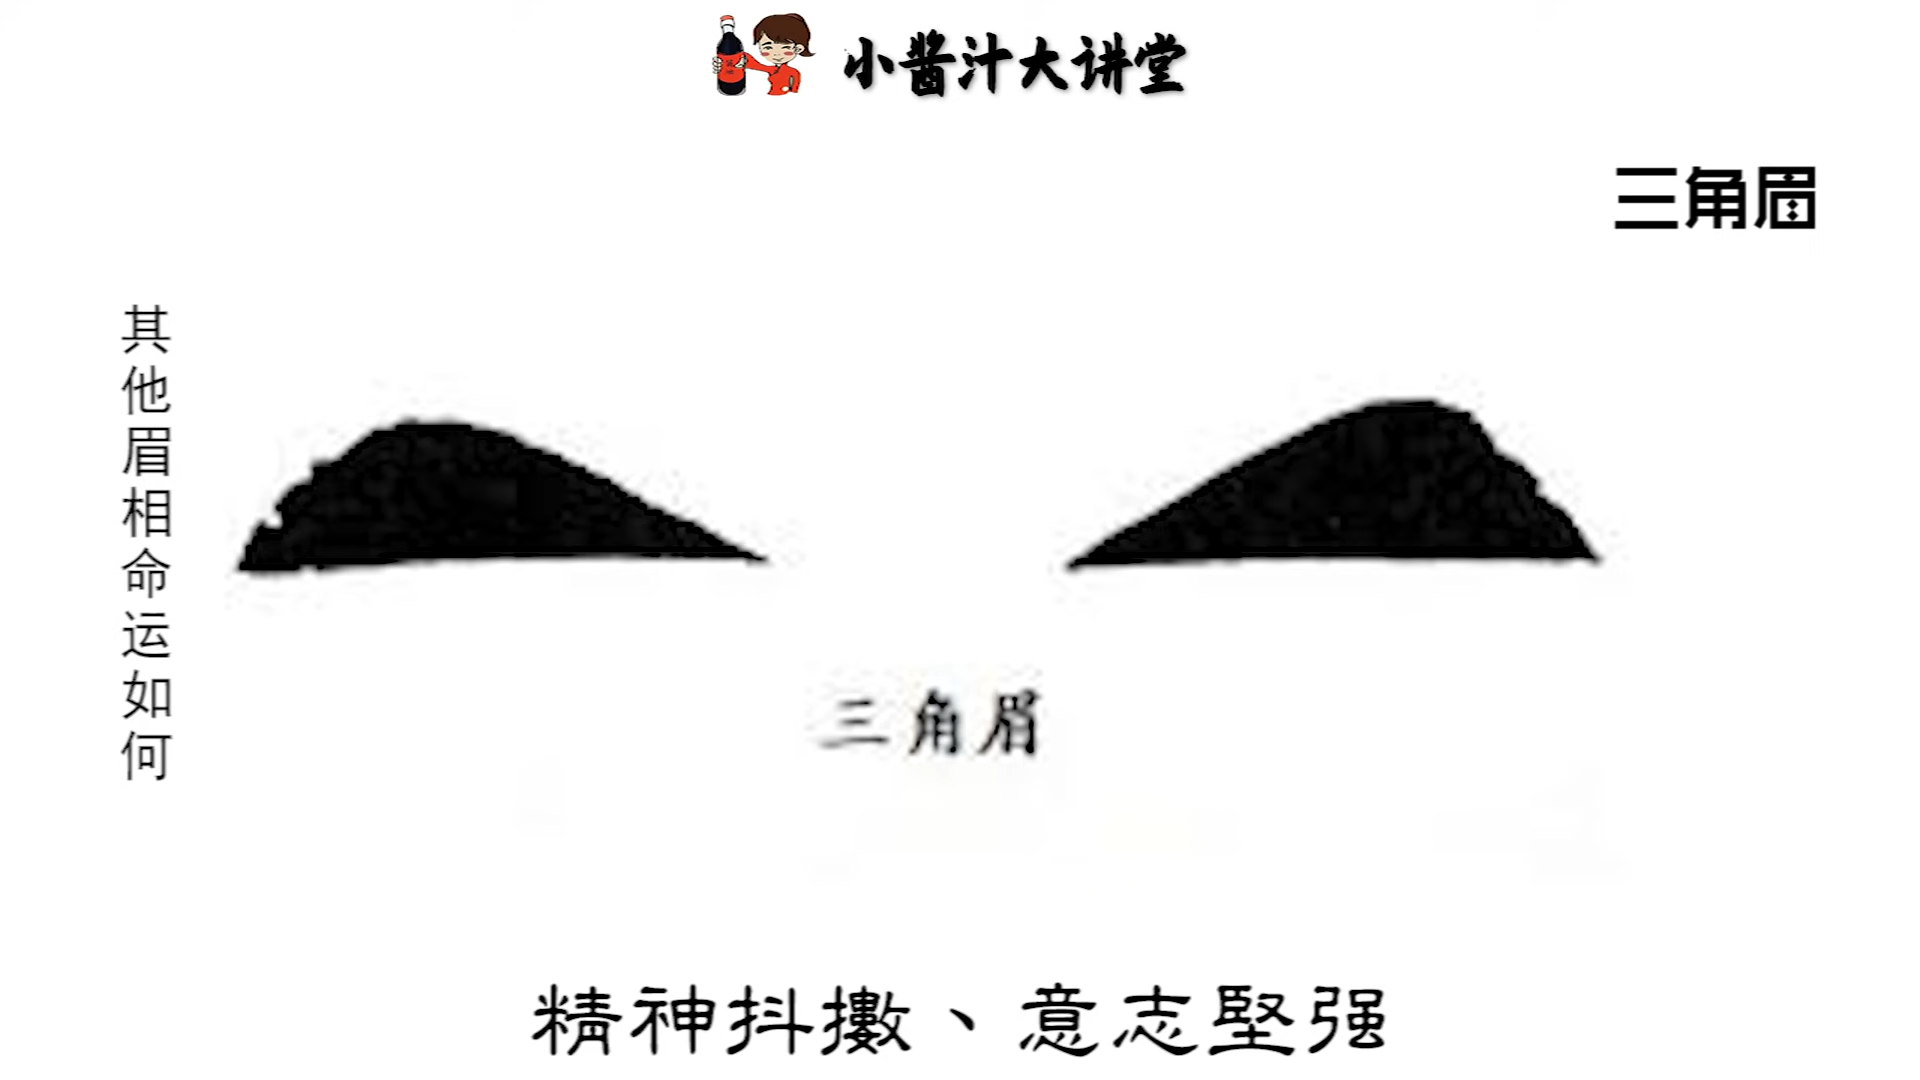 小酱汁大讲堂
三角眉
其他眉相命运如何
三角眉
精神抖擻、意志堅强